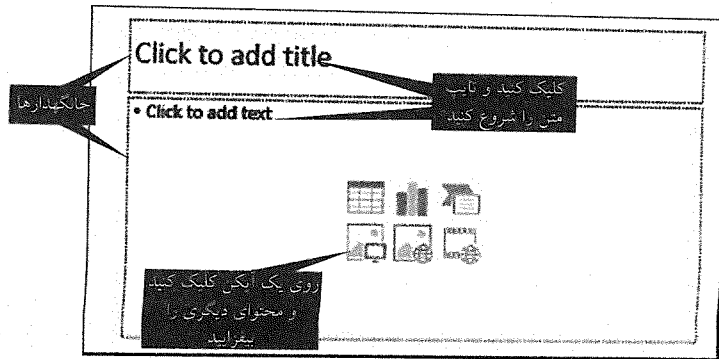 Click to add title
کلیک کنید و تایپ
متن را شروع کنید
جانگهدارها
• Click to add text
روی یک آیکن کلیک کنید
و محتوای دیگری را
بیفزایید